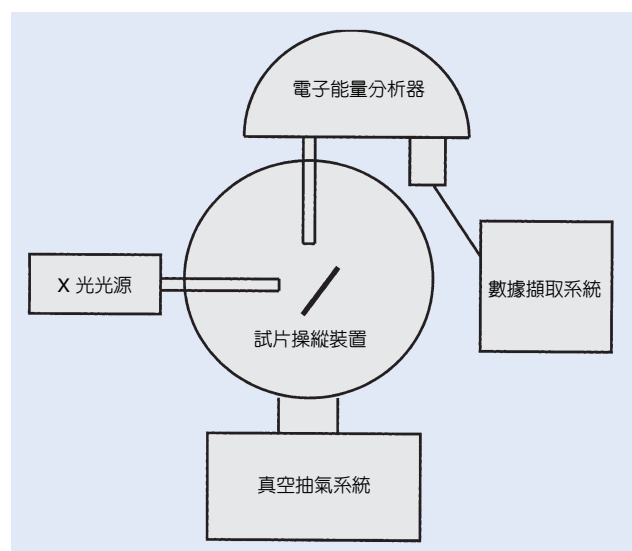 電子能量分析器
X 光光源
數據擷取系統
試片操縱裝置
真空抽氣系統